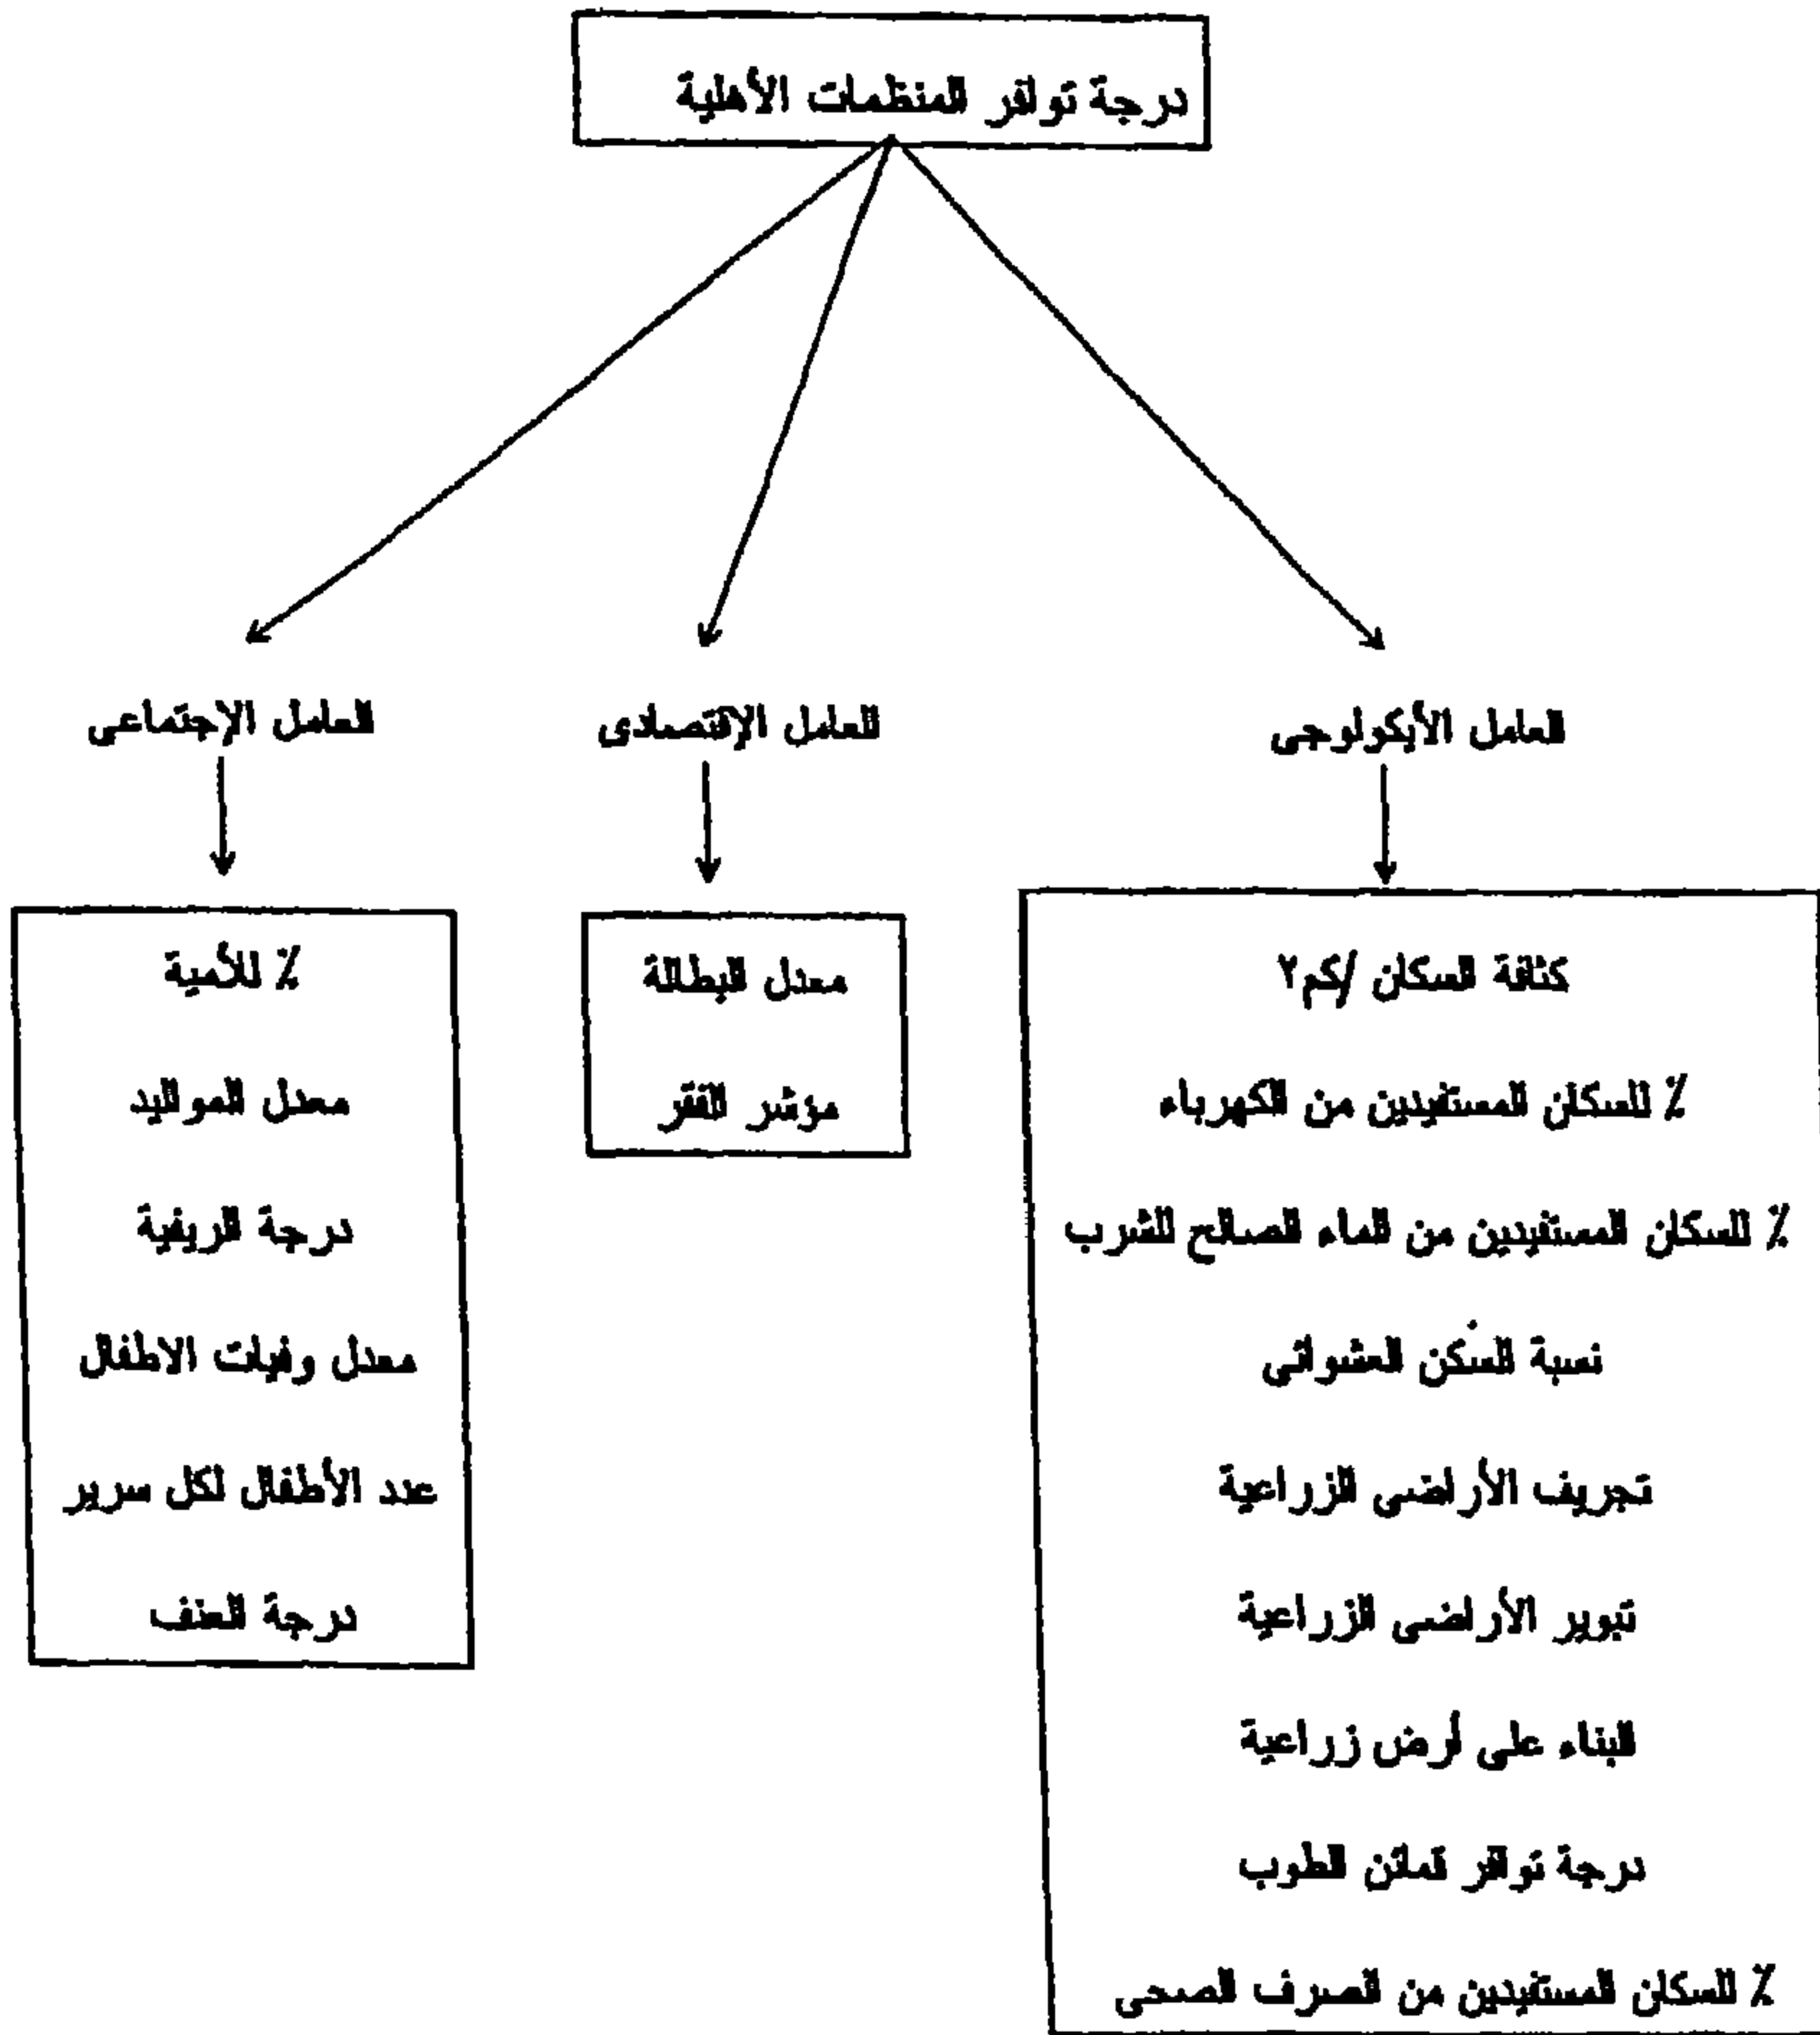 درجة توافر المنظمات الأهلية
العامل الأيكولوجى
العامل الإقتصادى
العامل الإجتماعى
كثافة السكان /كم٢
٪ للسكان المستفيدين من الكهرباء
٪ للسكان المستفيدين من الماء الصالح للشرب
نسبة السكن العشوائى
تجريف الأراضى الزراعية
تبوير الأراضى الزراعية
البناء على أرض زراعية
درجة توافر قمائن الطوب
٪ للسكان المستفيدين من الصرف الصحى
معدل البطالة
مؤشر الفقر
٪ للأمية
معدل المواليد
درجة الريفية
معدل وفيات الاطفال
عدد الأطفال لكل سرير
درجة العنف